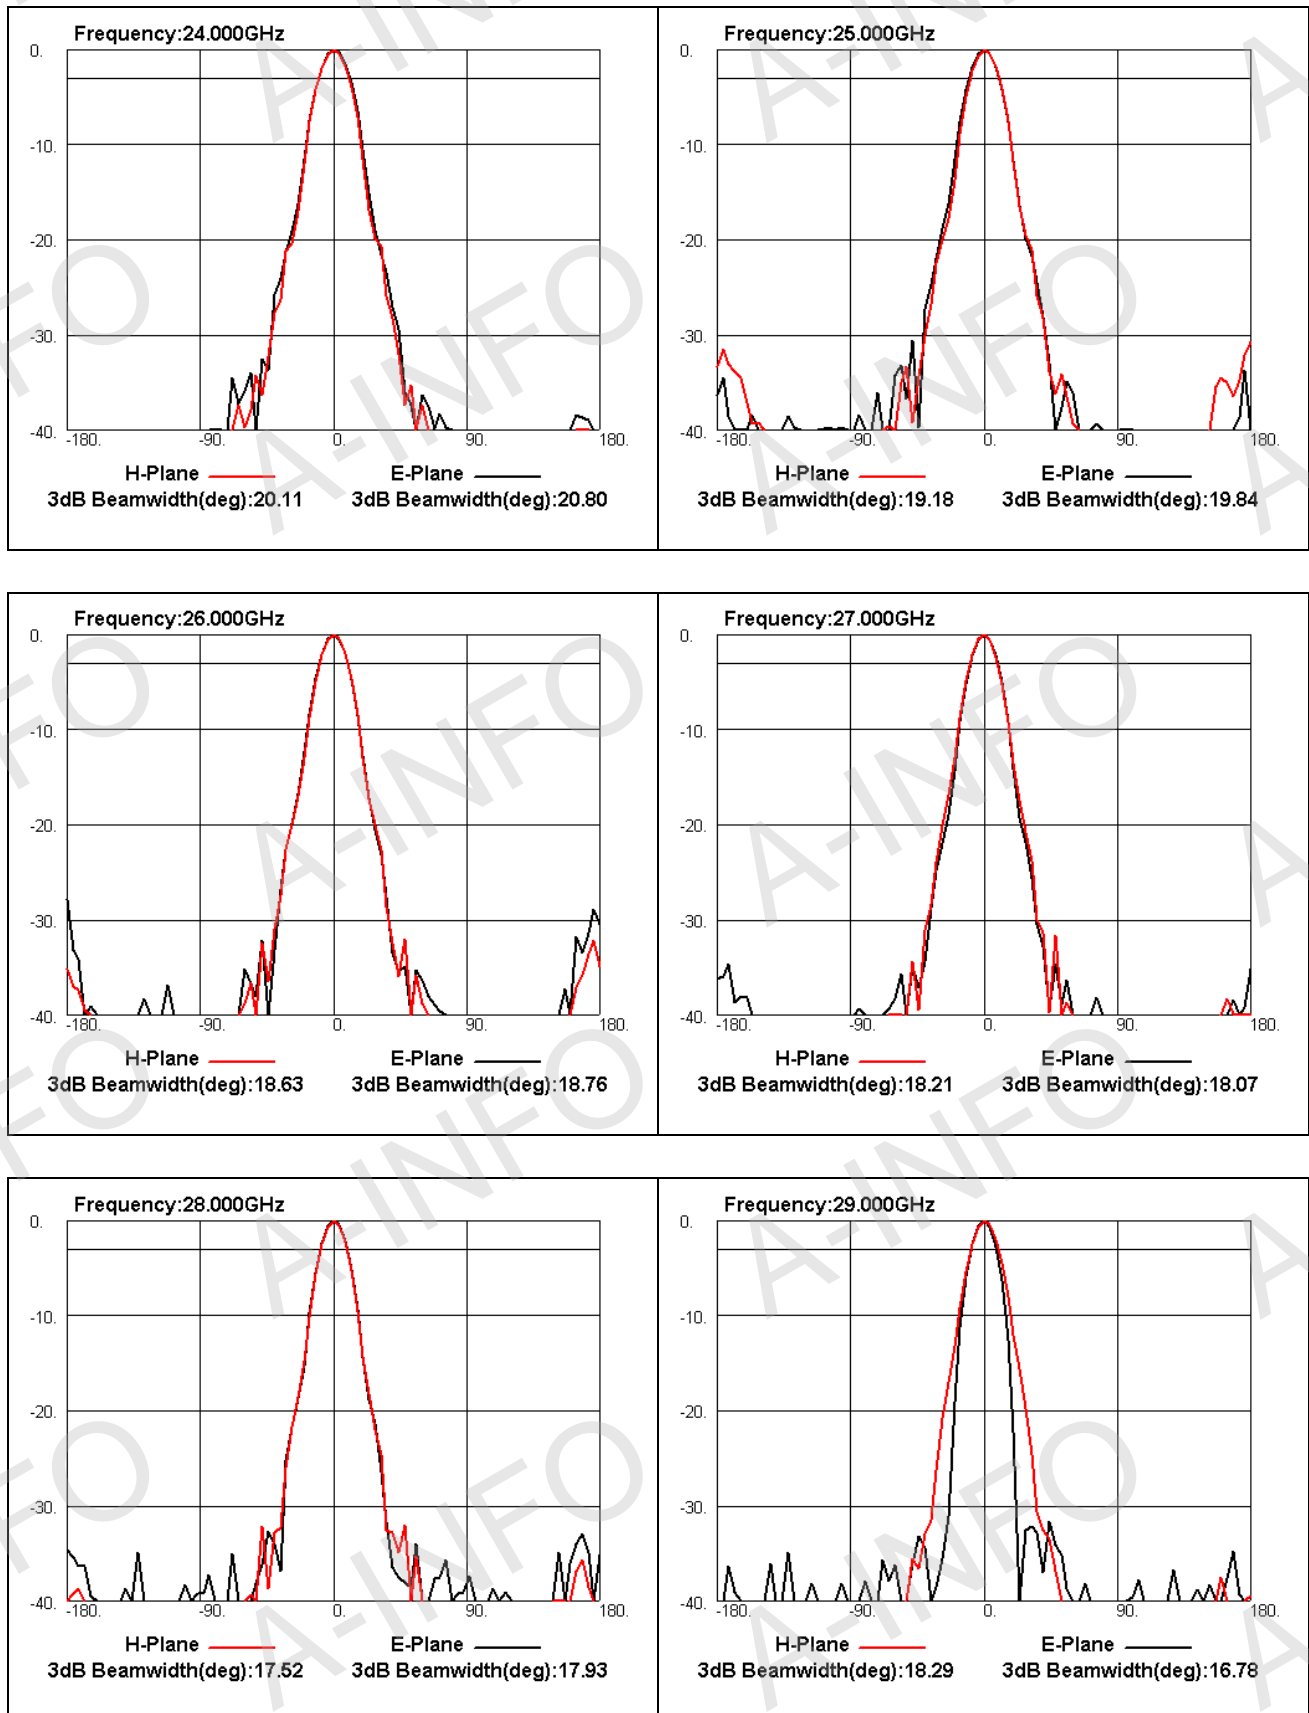 Frequency:24.000GHz
0.
-10.
-20.
-30.
-40.
-180. -90. 0. 90. 180.
H-Plane E-Plane
3dB Beamwidth(deg):20.11 3dB Beamwidth(deg):20.80
Frequency:25.000GHz
0.
-10.
-20.
-30.
-40.
-180. -90. 0. 90. 180.
H-Plane E-Plane
3dB Beamwidth(deg):19.18 3dB Beamwidth(deg):19.84
Frequency:26.000GHz
0.
-10.
-20.
-30.
-40.
-180. -90. 0. 90. 180.
H-Plane E-Plane
3dB Beamwidth(deg):18.63 3dB Beamwidth(deg):18.76
Frequency:27.000GHz
0.
-10.
-20.
-30.
-40.
-180. -90. 0. 90. 180.
H-Plane E-Plane
3dB Beamwidth(deg):18.21 3dB Beamwidth(deg):18.07
Frequency:28.000GHz
0.
-10.
-20.
-30.
-40.
-180. -90. 0. 90. 180.
H-Plane E-Plane
3dB Beamwidth(deg):17.52 3dB Beamwidth(deg):17.93
Frequency:29.000GHz
0.
-10.
-20.
-30.
-40.
-180. -90. 0. 90. 180.
H-Plane E-Plane
3dB Beamwidth(deg):18.29 3dB Beamwidth(deg):16.78
A-INFO
A-INFO
A-INFO
A-INFO
A-INFO
A-INFO
A-INFO
A-INFO